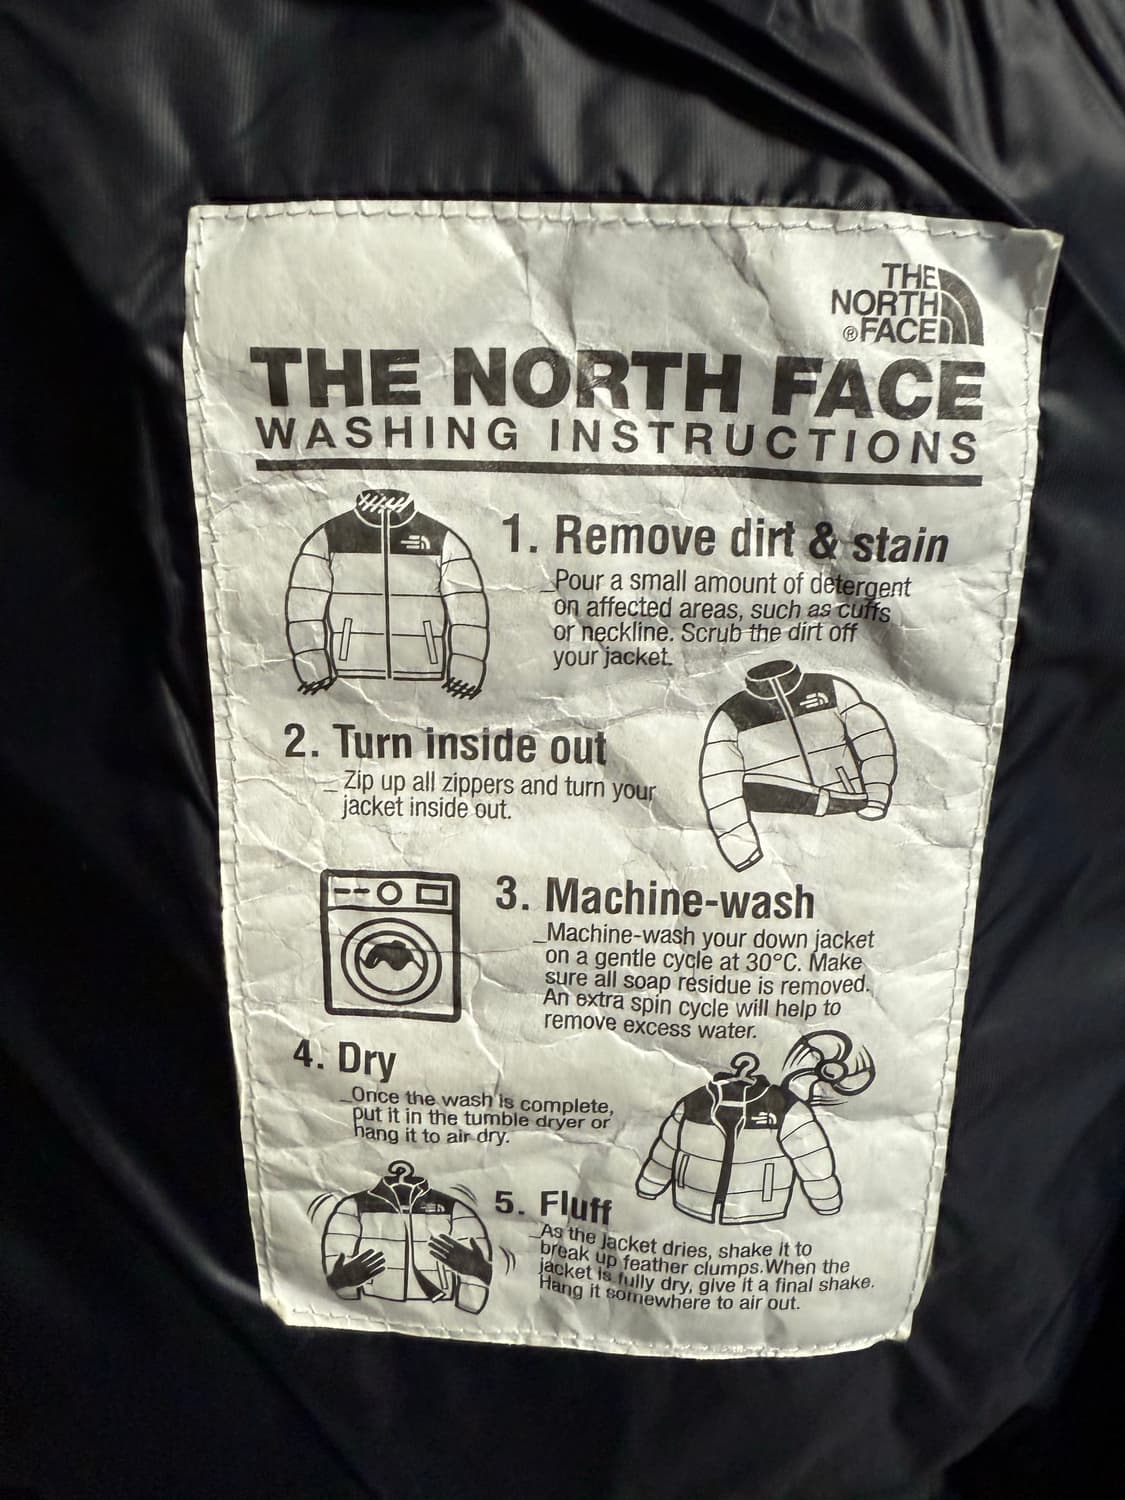 THE
NORTH
® FACE
THE NORTH FACE
WASHING INSTRUCTIONS
1. Remove dirt & stain
_Pour a small amount of detergent
on affected areas, such as cuffs
or neckline. Scrub the dirt off
your jacket.
2. Turn inside out
_ Zip up all zippers and turn your
jacket inside out.
3. Machine-wash
_Machine-wash your down jacket
on a gentle cycle at 30°C. Make
sure all soap residue is removed.
An extra spin cycle will help to
remove excess water.
4. Dry
_Once the wash is complete,
put it in the tumble dryer or
hang it to air dry.
5. Fluff
_As the jacket dries, shake it to
break up feather clumps.When the
jacket is fully dry, give it a final shake.
Hang it somewhere to air out.